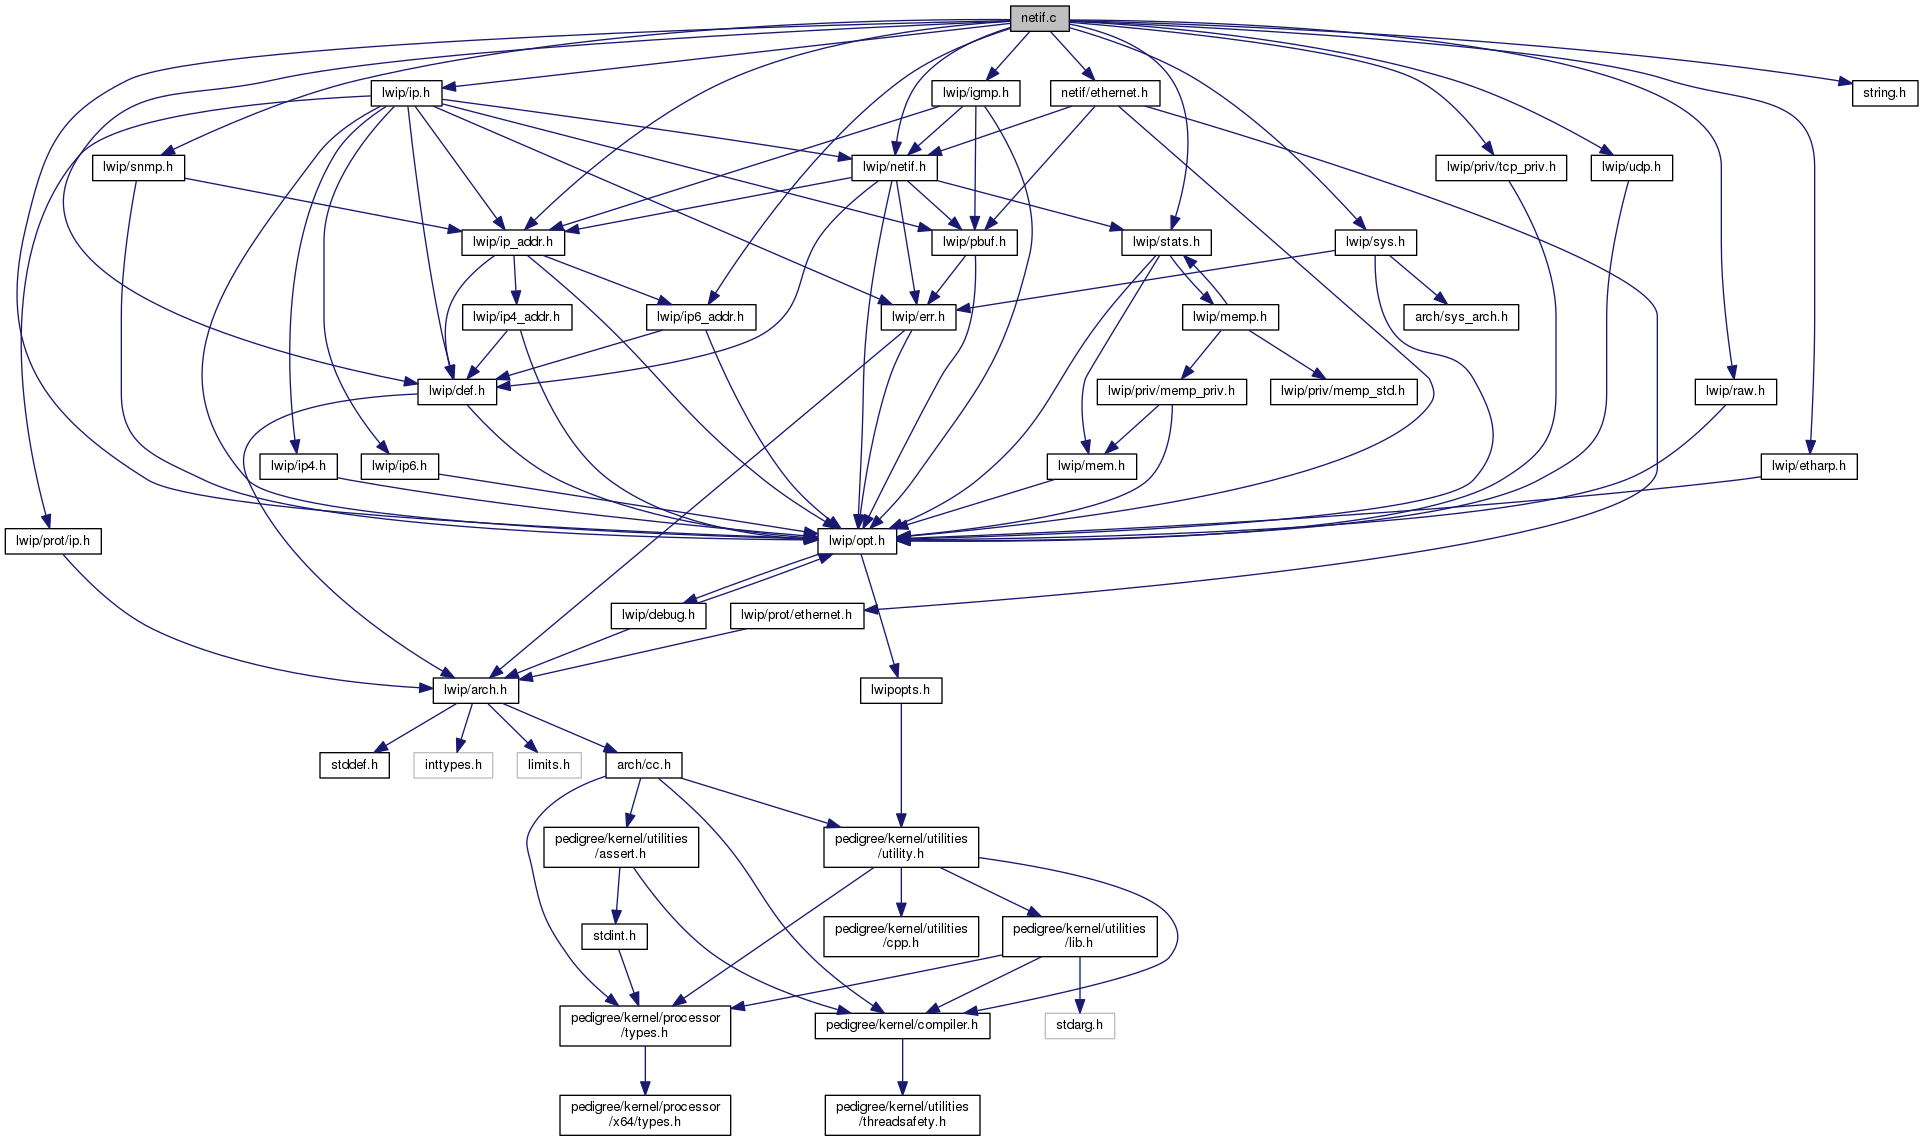 netif.c
lwip/ip.h
lwip/igmp.h
netif/ethernet.h
string.h
lwip/snmp.h
lwip/netif.h
lwip/priv/tcp_priv.h
lwip/udp.h
lwip/ip_addr.h
lwip/pbuf.h
lwip/stats.h
lwip/sys.h
lwip/ip4_addr.h
lwip/ip6_addr.h
lwip/err.h
lwip/memp.h
arch/sys_arch.h
lwip/def.h
lwip/priv/memp_priv.h
lwip/priv/memp_std.h
lwip/raw.h
lwip/ip4.h
lwip/ip6.h
lwip/mem.h
lwip/etharp.h
lwip/prot/ip.h
lwip/opt.h
lwip/debug.h
lwip/prot/ethernet.h
lwip/arch.h
lwipopts.h
stddef.h
inttypes.h
limits.h
arch/cc.h
pedigree/kernel/utilities
/assert.h
pedigree/kernel/utilities
/utility.h
stdint.h
pedigree/kernel/utilities
/cpp.h
pedigree/kernel/utilities
/lib.h
pedigree/kernel/processor
/types.h
pedigree/kernel/compiler.h
stdarg.h
pedigree/kernel/processor
/x64/types.h
pedigree/kernel/utilities
/threadsafety.h